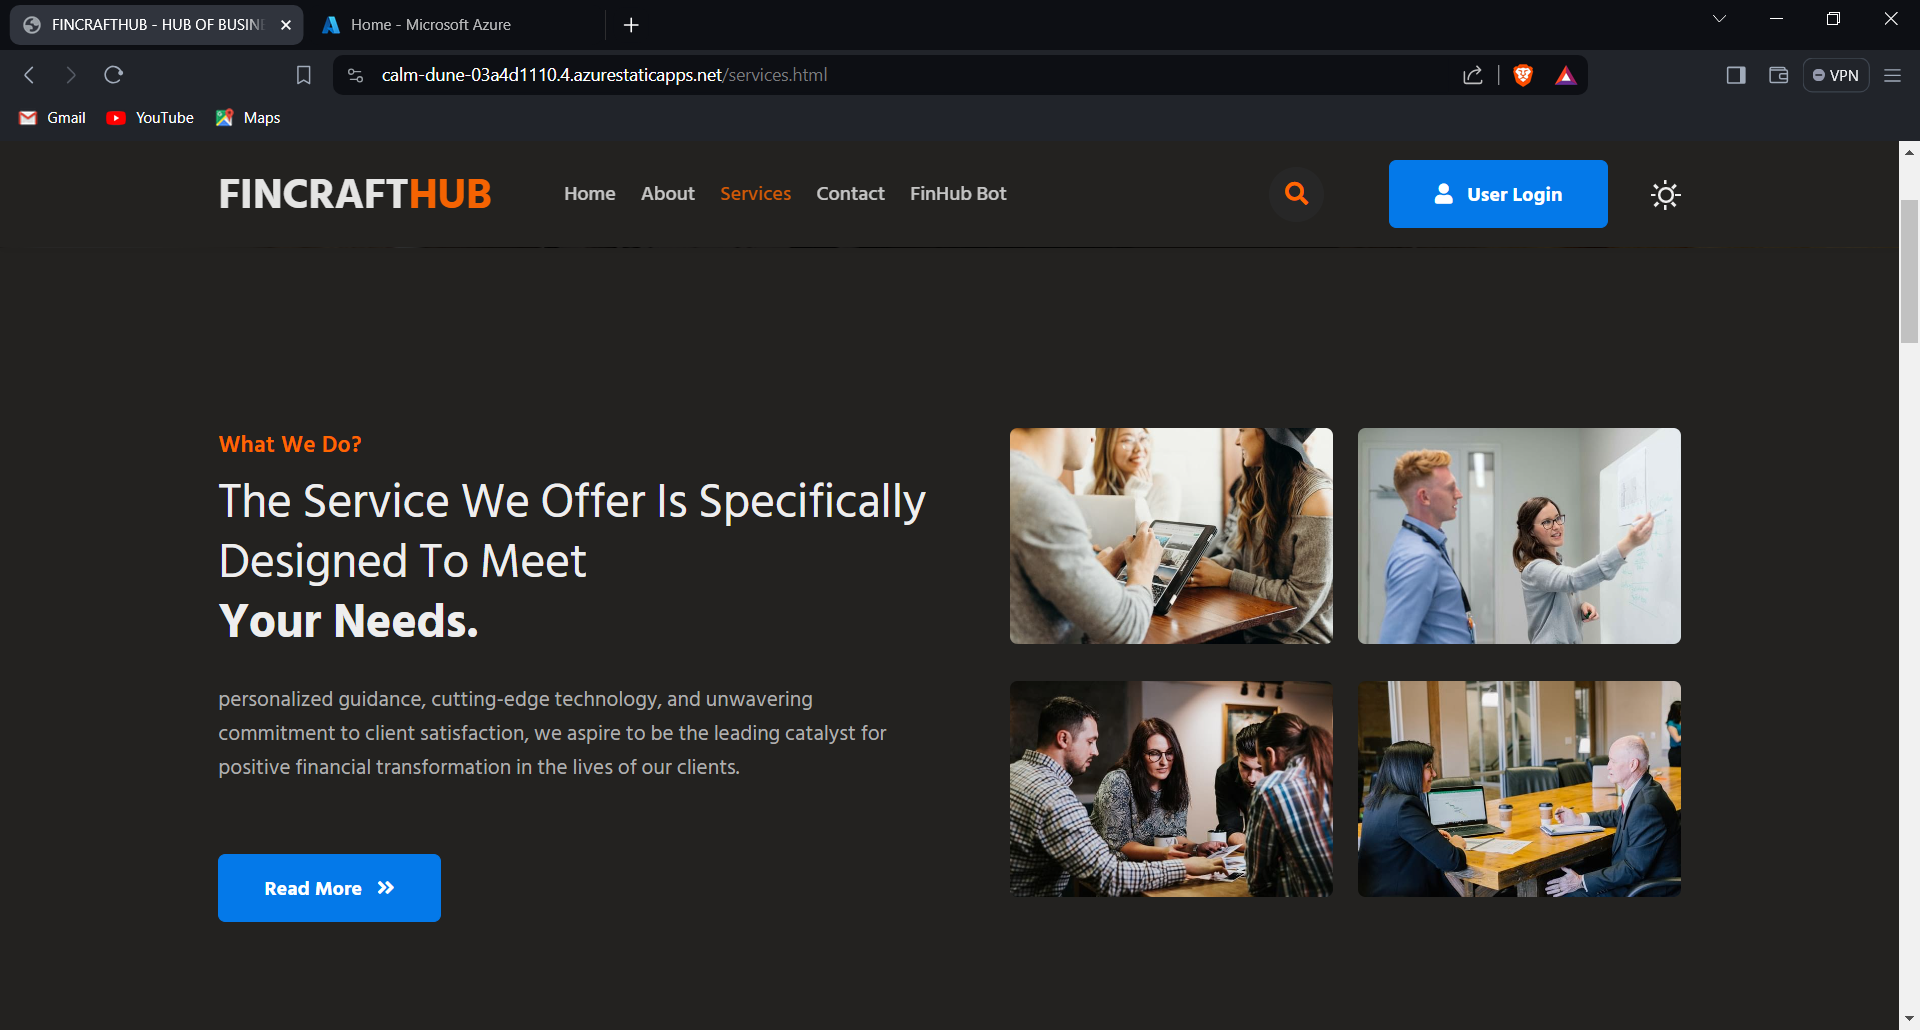 FINCRAFTHUB - HUB OF BUSINE
Home - Microsoft Azure
calm-dune-03a4d1110.4.azurestaticapps.net/services.html
VPN
Gmail
YouTube
Maps
FINCRAFTHUB
Home
About
Services
Contact
FinHub Bot
User Login
What We Do?
The Service We Offer Is Specifically
Designed To Meet
Your Needs.
personalized guidance, cutting-edge technology, and unwavering
commitment to client satisfaction, we aspire to be the leading catalyst for
positive financial transformation in the lives of our clients.
Read More